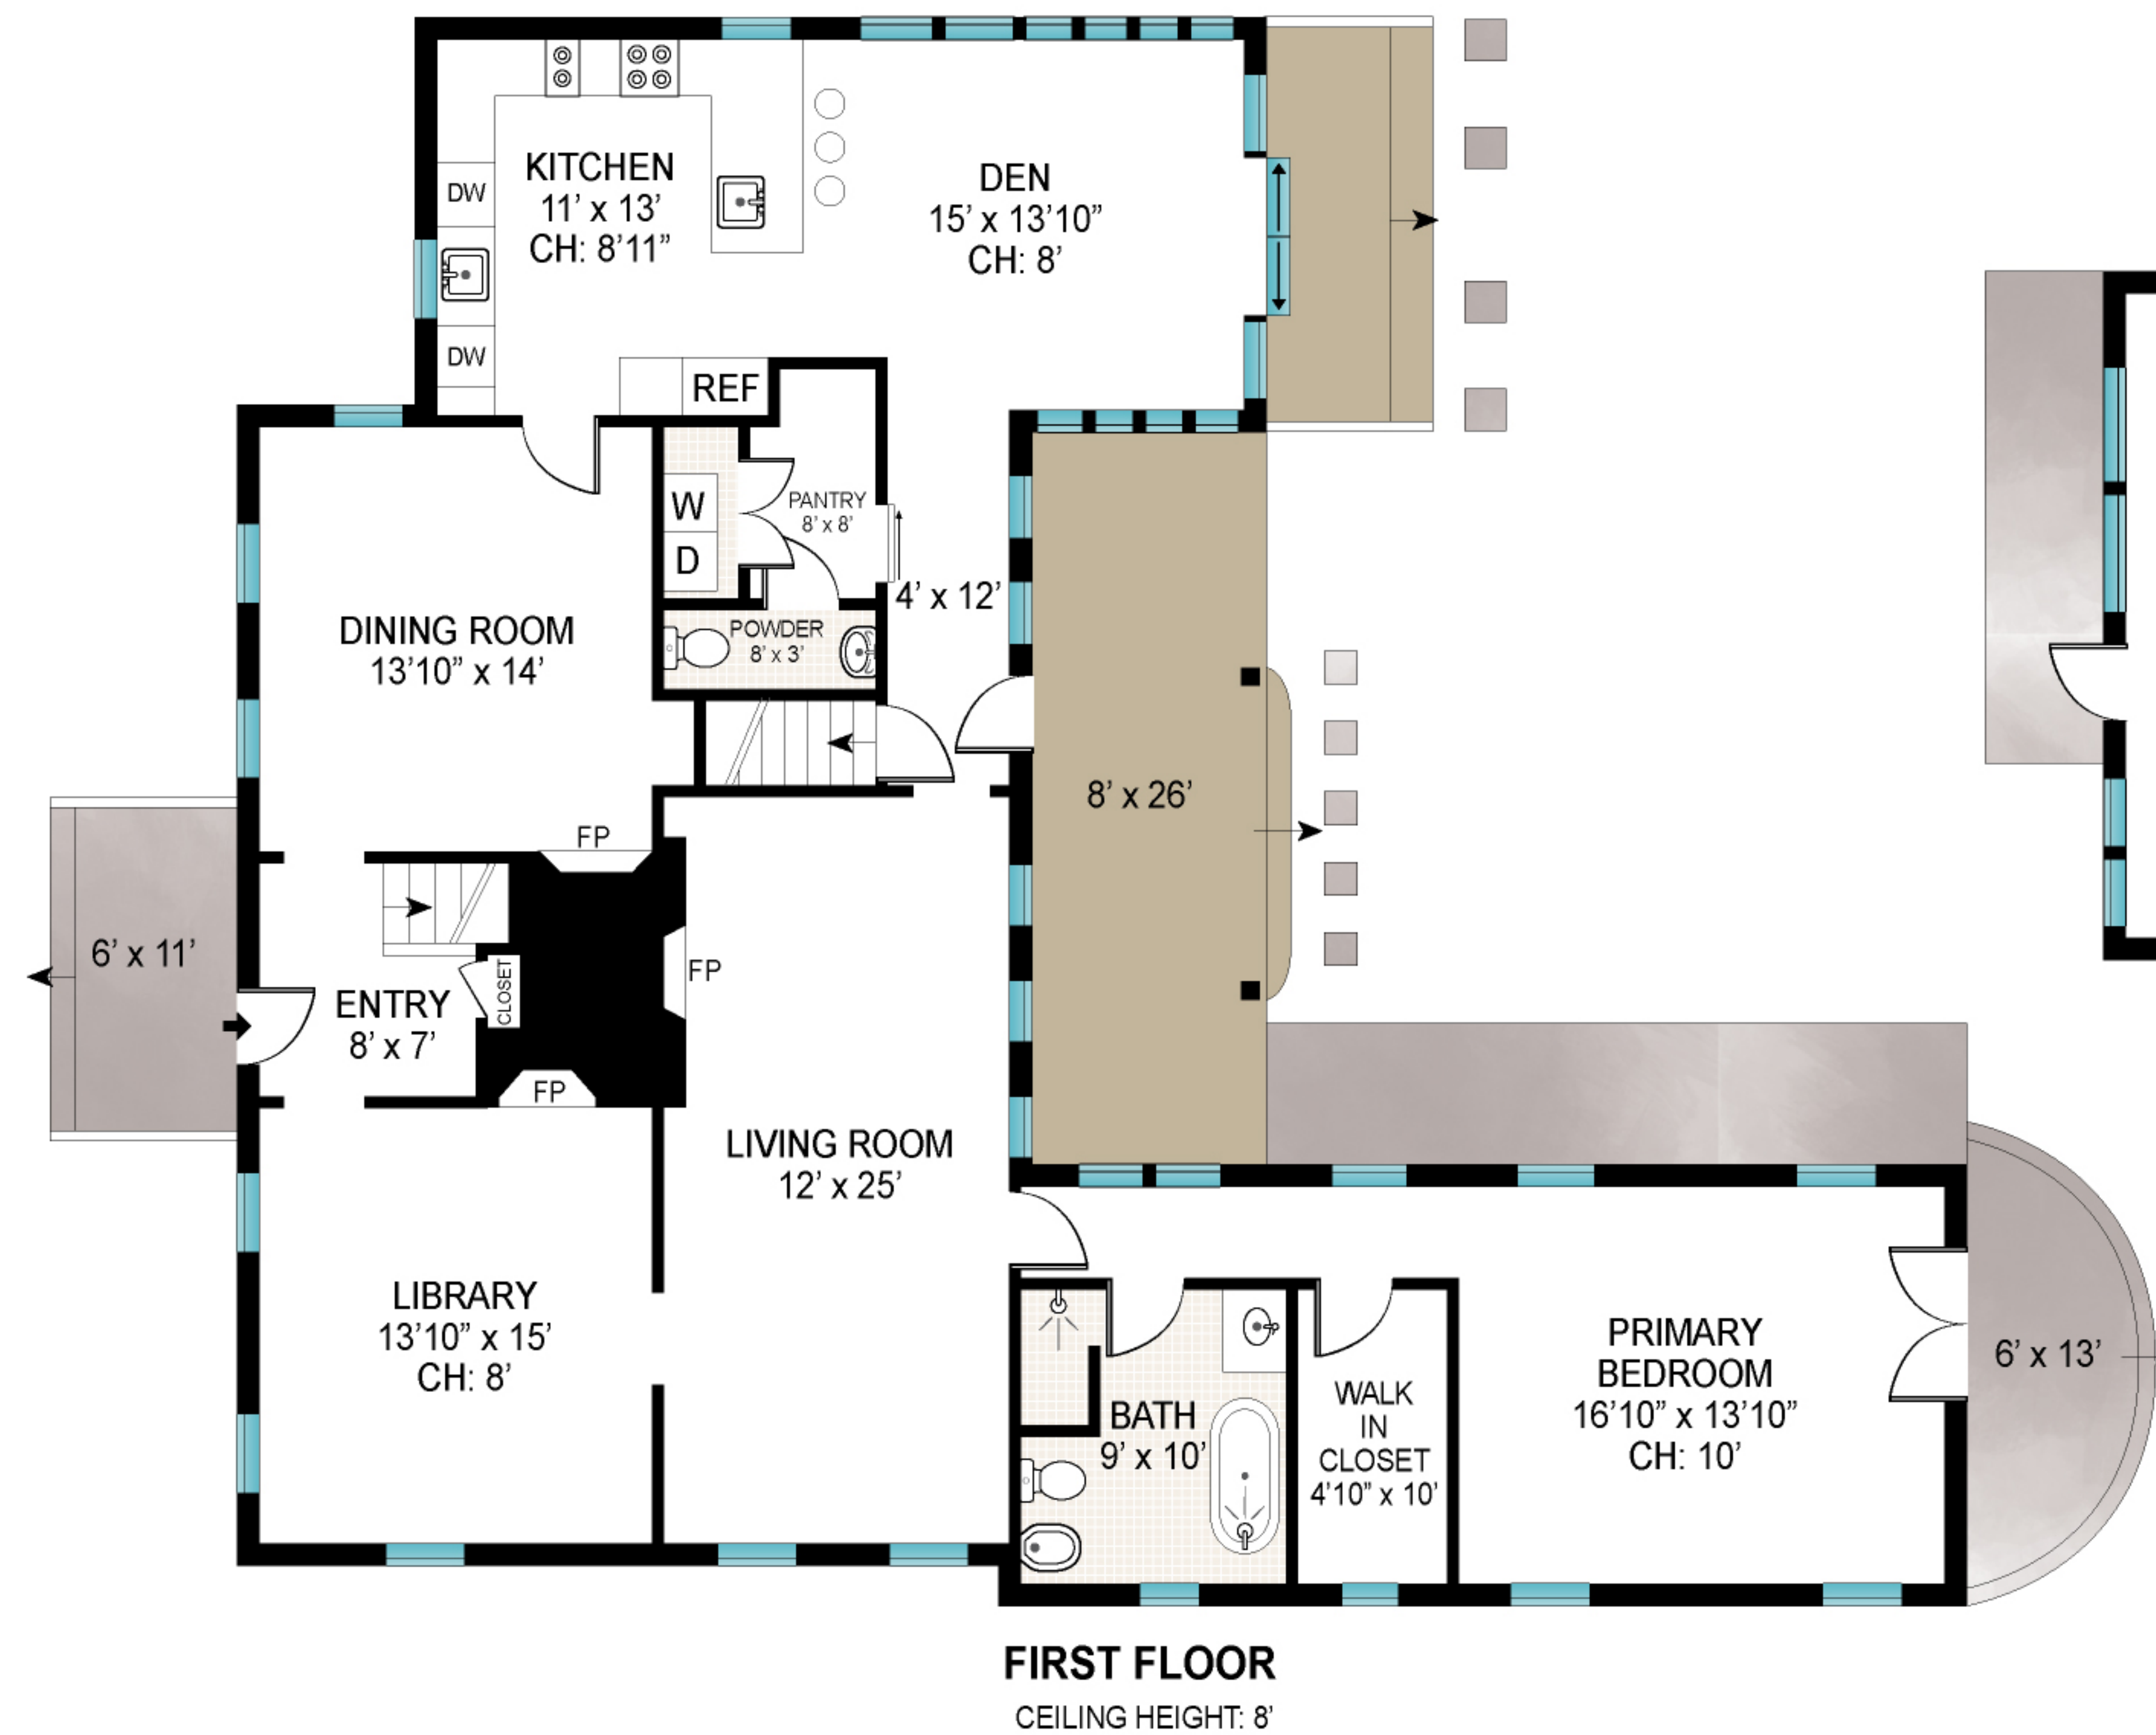 KITCHEN
11’ x 13’
CH: 8’11”
DW
DW
REF
DEN
15’ x 13’10”
CH: 8’
W
D
PANTRY
8’ x 8’
4’ x 12’
POWDER
8’ x 3’
DINING ROOM
13’10” x 14’
8’ x 26’
FP
6’ x 11’
FP
CLOSET
ENTRY
8’ x 7’
FP
LIVING ROOM
12’ x 25’
LIBRARY
13’10” x 15’
CH: 8’
BATH
9’ x 10’
WALK
IN
CLOSET
4’10” x 10’
PRIMARY
BEDROOM
16’10” x 13’10”
CH: 10’
6’ x 13’
FIRST FLOOR
CEILING HEIGHT: 8’